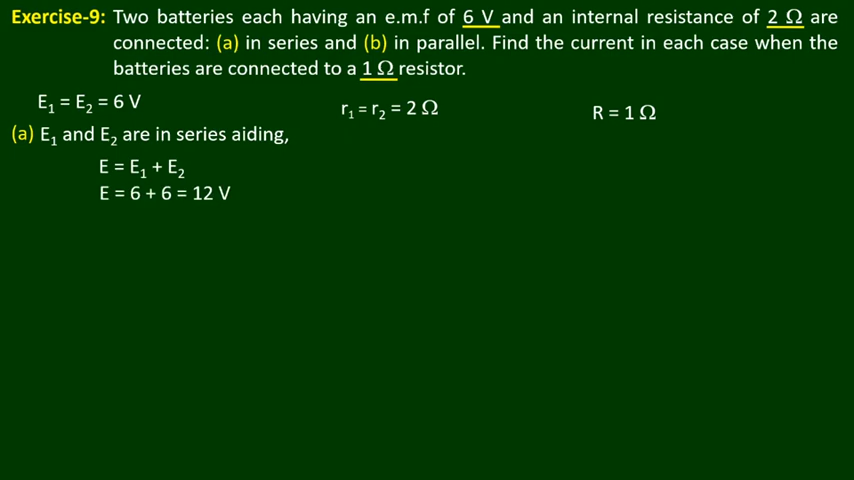 Exercise-9: Two batteries each having an e.m.f of 6 V and an internal resistance of 2 Ω are
connected: (a) in series and (b) in parallel. Find the current in each case when the
batteries are connected to a 1 Ω resistor.
E₁ = E₂ = 6 V r₁ = r₂ = 2 Ω R = 1 Ω
(a) E₁ and E₂ are in series aiding,
E = E₁ + E₂
E = 6 + 6 = 12 V